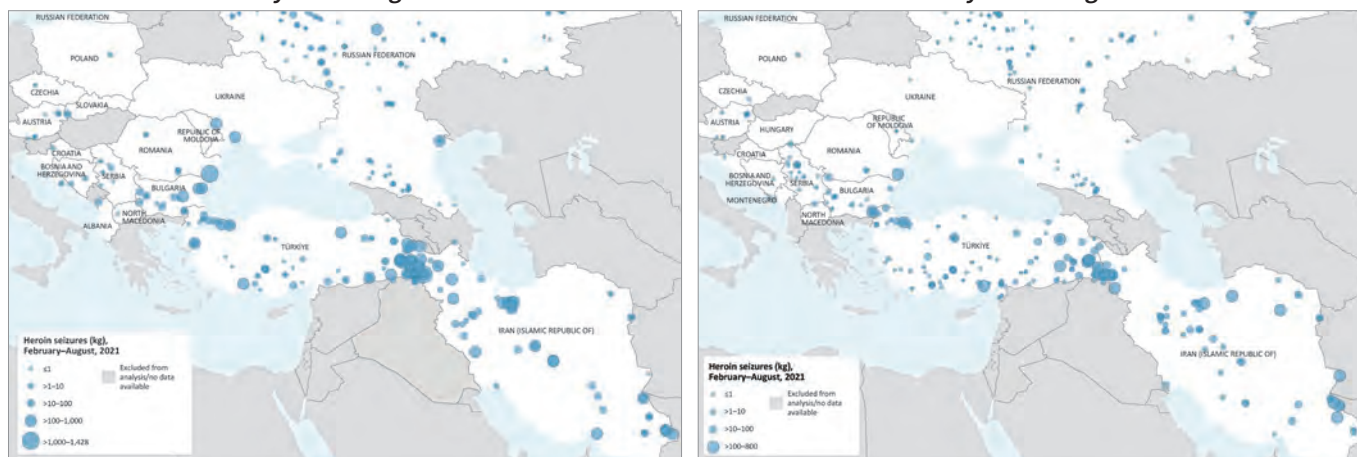 RUSSIAN FEDERATION
RUSSIAN FEDERATION
POLAND
CZECHIA
SLOVAKIA
UKRAINE
AUSTRIA
REPUBLIC OF
MOLDOVA
ROMANIA
CROATIA
BOSNIA AND
HERZEGOVINA
SERBIA
BULGARIA
NORTH
MACEDONIA
ALBANIA
TÜRKİYE
IRAN (ISLAMIC REPUBLIC OF)
Heroin seizures (kg),
February–August, 2021
≤1
>1–10
>10–100
>100–1,000
>1,000–1,428
Excluded from
analysis/no data
available
RUSSIAN FEDERATION
POLAND
RUSSIAN FEDERATION
CZECHIA
UKRAINE
AUSTRIA
HUNGARY
REPUBLIC
OF MOLDOVA
CROATIA
ROMANIA
BOSNIA AND
HERZEGOVINA
SERBIA
BULGARIA
MONTENEGRO
NORTH
MACEDONIA
TÜRKİYE
IRAN (ISLAMIC REPUBLIC OF)
Heroin seizures (kg),
February–August, 2021
≤1
>1–10
>10–100
>100–800
Excluded from
analysis/no data
available